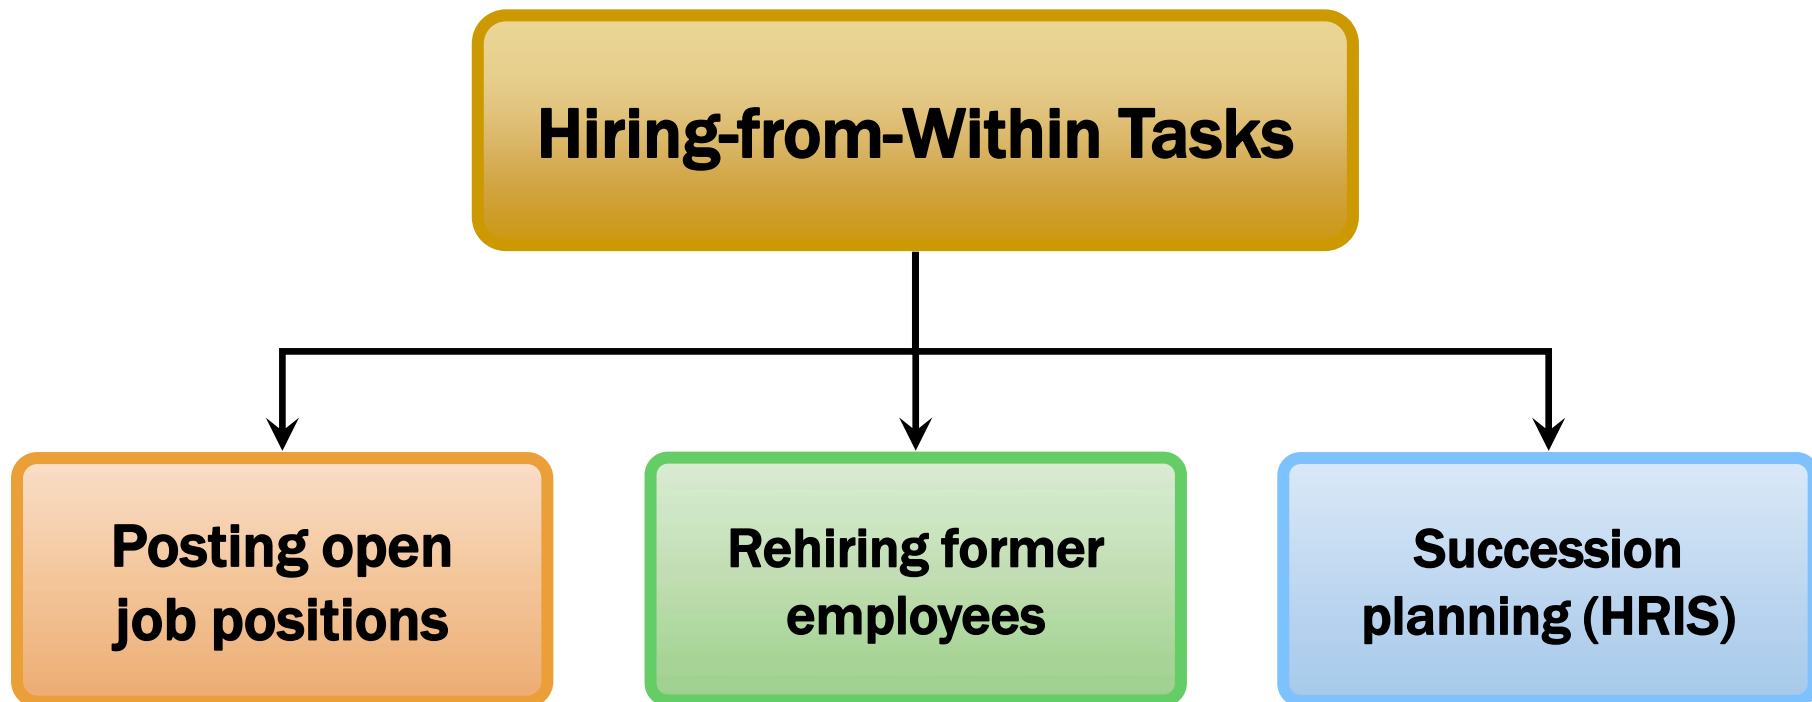 Hiring-from-Within Tasks
Posting open
job positions
Rehiring former
employees
Succession
planning (HRIS)